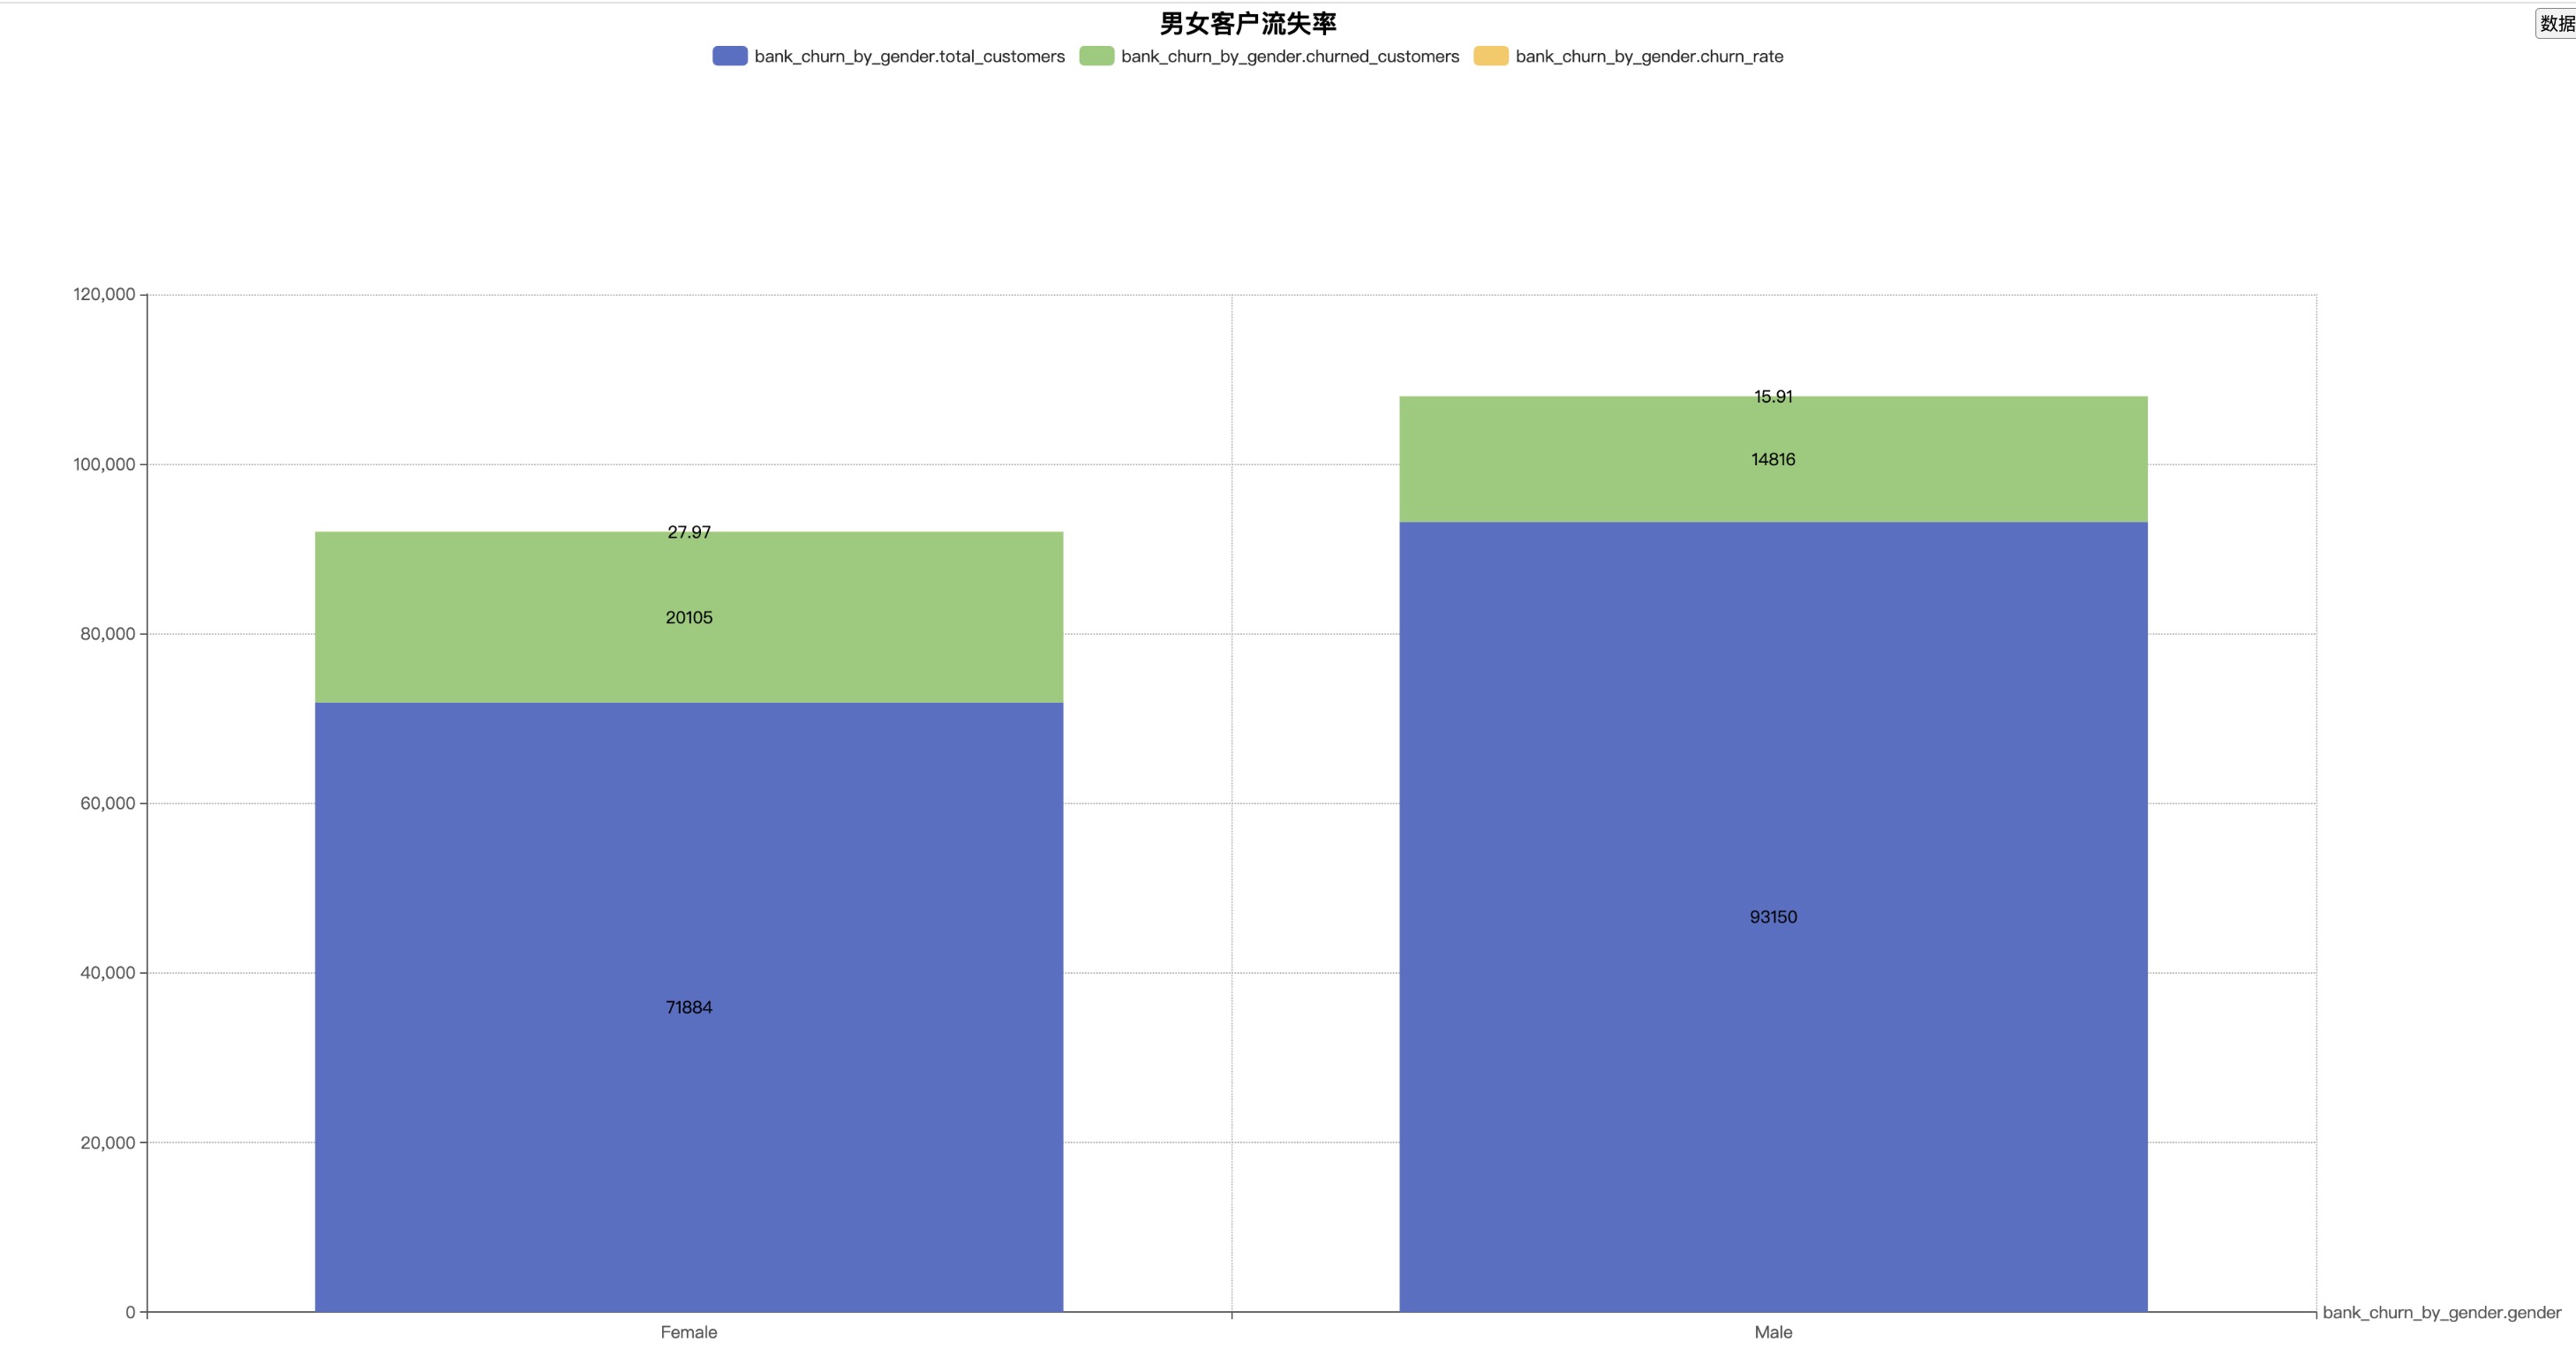 男女客户流失率
数据
bank_churn_by_gender.total_customers bank_churn_by_gender.churned_customers bank_churn_by_gender.churn_rate
120,000
15.91
100,000
14816
27.97
20105
80,000
60,000
93150
40,000
71884
20,000
0
bank_churn_by_gender.gender
Female Male